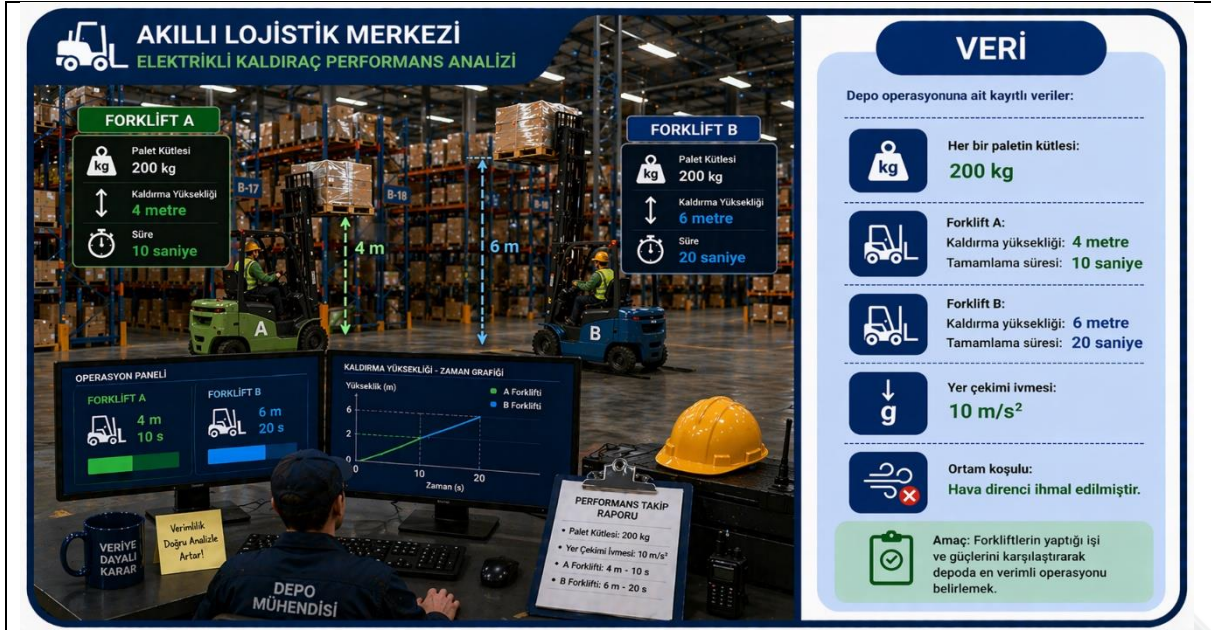 AKILLI LOJİSTİK MERKEZİ
ELEKTRİKLİ KALDIRAÇ PERFORMANS ANALİZİ
FORKLIFT A
kg
Palet Kütlesi
200 kg
Kaldırma Yüksekliği
4 metre
Süre
10 saniye
B-17
B-18
4 m
6 m
FORKLIFT B
kg
Palet Kütlesi
200 kg
Kaldırma Yüksekliği
6 metre
Süre
20 saniye
A
B
OPERASYON PANELİ
FORKLIFT A
4 m
10 s
FORKLIFT B
6 m
20 s
KALDIRMA YÜKSEKLİĞİ - ZAMAN GRAFİĞİ
Yükseklik (m)
A Forklifti
B Forklifti
6
2
0
0
10
20
Zaman (s)
VERİYE
DAYALI
KARAR
Verimlilik
Doğru Analizle
Artar!
DEPO
MÜHENDİSİ
PERFORMANS TAKİP
RAPORU
• Palet Kütlesi: 200 kg
• Yer Çekimi İvmesi: 10 m/s²
• A Forklifti: 4 m - 10 s
• B Forklifti: 6 m - 20 s
VERİ
Depo operasyonuna ait kayıtlı veriler:
kg
Her bir paletin kütlesi:
200 kg
Forklift A:
Kaldırma yüksekliği: 4 metre
Tamamlama süresi: 10 saniye
Forklift B:
Kaldırma yüksekliği: 6 metre
Tamamlama süresi: 20 saniye
g
Yer çekimi ivmesi:
10 m/s²
Ortam koşulu:
Hava direnci ihmal edilmiştir.
Amaç: Forkliftlerin yaptığı işi
ve güçlerini karşılaştırarak
depoda en verimli operasyonu
belirlemek.